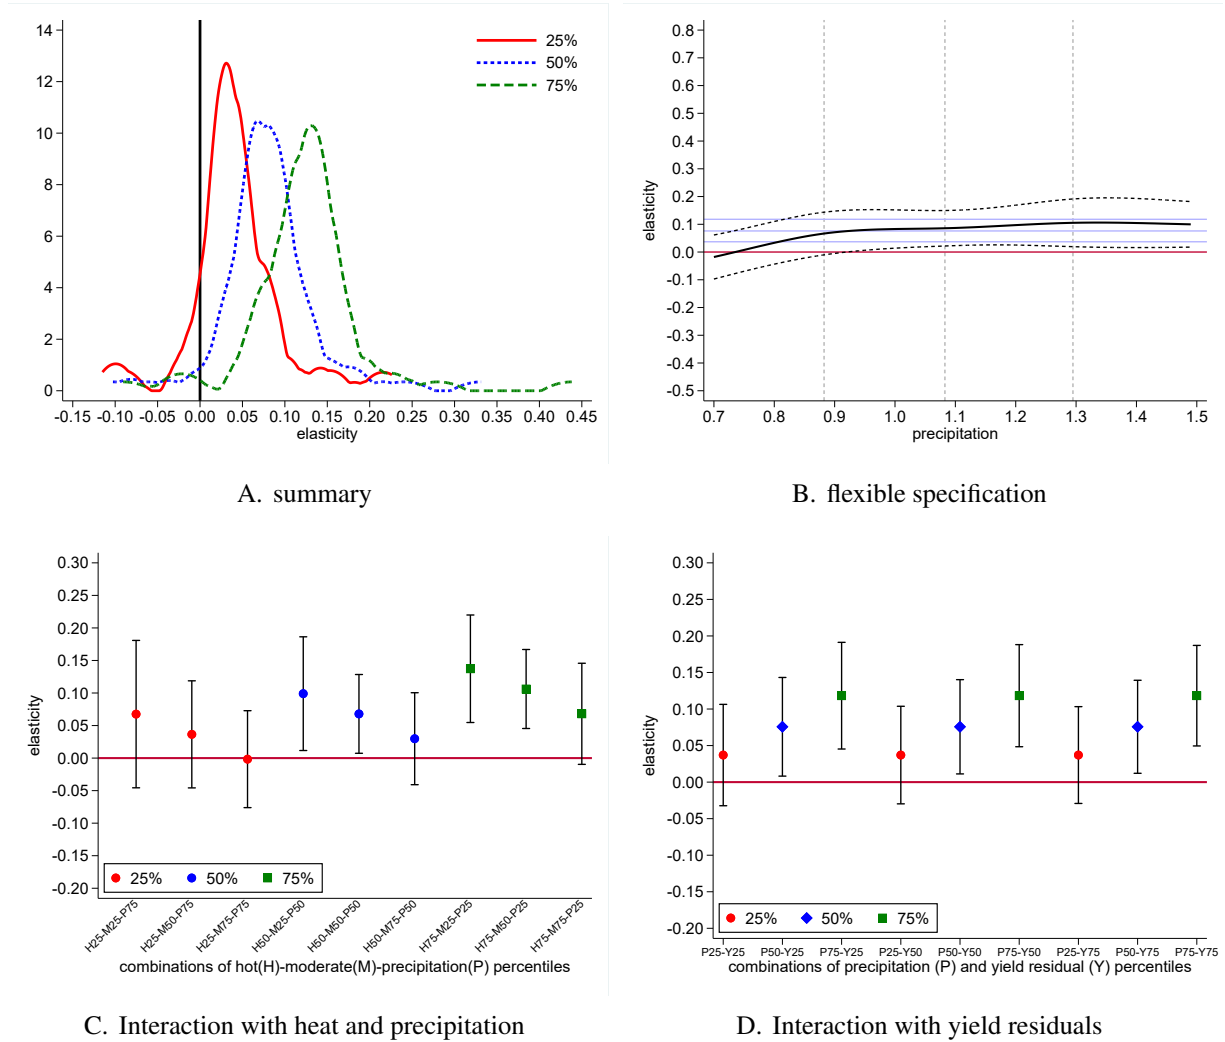 14
12
10
8
6
4
2
0
25%
50%
75%
-0.15 -0.10 -0.05 0.00 0.05 0.10 0.15 0.20 0.25 0.30 0.35 0.40 0.45
elasticity
A. summary
elasticity
0.8
0.7
0.6
0.5
0.4
0.3
0.2
0.1
0.0
-0.1
-0.2
-0.3
-0.4
-0.5
0.7 0.8 0.9 1.0 1.1 1.2 1.3 1.4 1.5
precipitation
B. flexible specification
elasticity
0.30
0.25
0.20
0.15
0.10
0.05
0.00
-0.05
-0.10
-0.15
-0.20
25% 50% 75%
H25-M25-P75 H25-M50-P75 H25-M75-P75 H50-M25-P50 H50-M50-P50 H50-M75-P50 H75-M25-P25 H75-M50-P25 H75-M75-P25
combinations of hot(H)-moderate(M)-precipitation(P) percentiles
C. Interaction with heat and precipitation
elasticity
0.30
0.25
0.20
0.15
0.10
0.05
0.00
-0.05
-0.10
-0.15
-0.20
25% 50% 75%
P25-Y25 P50-Y25 P75-Y25 P25-Y50 P50-Y50 P75-Y50 P25-Y75 P50-Y75 P75-Y75
combinations of precipitation (P) and yield residual (Y) percentiles
D. Interaction with yield residuals